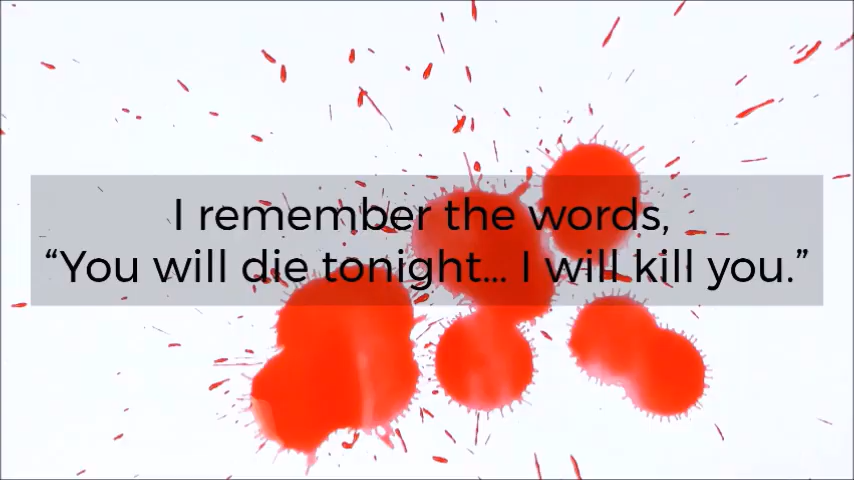 I remember the words,
“You will die tonight... I will kill you.”